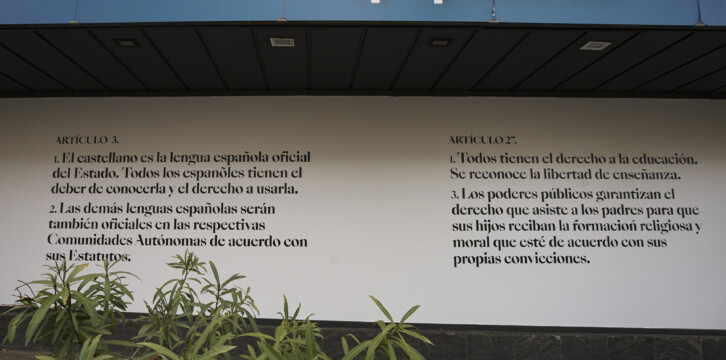 ARTÍCULO 3.
1. El castellano es la lengua española oficial
del Estado. Todos los españoles tienen el
deber de conocerla y el derecho a usarla.
2. Las demás lenguas españolas serán
también oficiales en las respectivas
Comunidades Autónomas de acuerdo con
sus Estatutos.
ARTÍCULO 27.
1. Todos tienen el derecho a la educación.
Se reconoce la libertad de enseñanza.
3. Los poderes públicos garantizan el
derecho que asiste a los padres para que
sus hijos reciban la formación religiosa y
moral que esté de acuerdo con sus
propias convicciones.